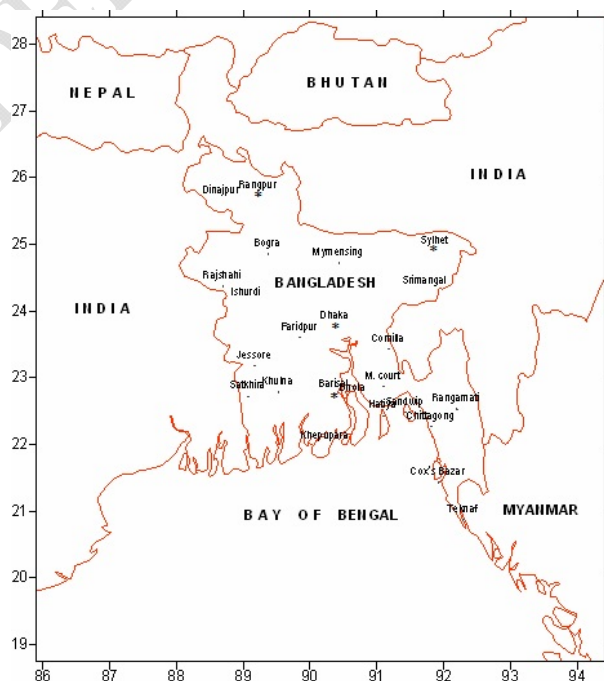 28
NEPAL
BHUTAN
27
INDIA
26
Rangpur
Dinajpur
*
Sylhet
*
25
Bogra
Mymensing
Rajshahi
BANGLADESH
Srimangal
Ishurdi
24
INDIA
Dhaka
*
Faridpur
Comilla
Jessore
23
M. court
Satkhira
Khulna
Barisal
Bhola
*
Rangamati
Hatiya
Sandwip
Chittagong
22
Khepupara
Cox's Bazar
21
Teknaf
BAY OF BENGAL
MYANMAR
20
19
86 87 88 89 90 91 92 93 94